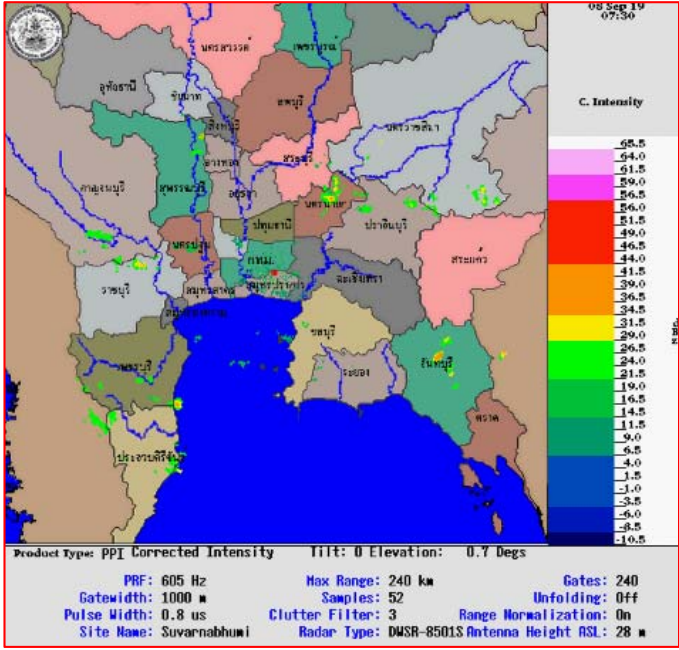 08 Sep 19
07:30
C. Intensity
นครสวรรค์
เพชรบูรณ์
อุทัยธานี
ชัยนาท
ลพบุรี
สิงห์บุรี
นครราชสีมา
อ่างทอง
สระบุรี
กาญจนบุรี
สุพรรณบุรี
อยุธยา
นครนายก
ปราจีนบุรี
ปทุมธานี
นครปฐม
กทม.
สระแก้ว
ราชบุรี
สมุทรสาคร
สมุทรปราการ
ฉะเชิงเทรา
ชลบุรี
เพชรบุรี
ระยอง
จันทบุรี
ตราด
ประจวบคีรีขันธ์
65.5
64.0
61.5
59.0
56.5
56.0
51.5
49.0
46.5
44.0
41.5
39.0
36.5
34.0
31.5
29.0
26.5
24.0
21.5
19.0
16.5
14.5
11.5
9.0
6.5
4.0
1.5
-1.0
-3.5
-6.0
-8.5
-10.5
Product Type: PPI Corrected Intensity Tilt: 0 Elevation: 0.7 Degs
PRF: 605 Hz Max Range: 240 km Gates: 240
Gatewidth: 1000 m Samples: 52 Unfolding: Off
Pulse Width: 0.8 us Clutter Filter: 3 Range Normalization: On
Site Name: Suvarnabhumi Radar Type: DWSR-8501S Antenna Height ASL: 28 m